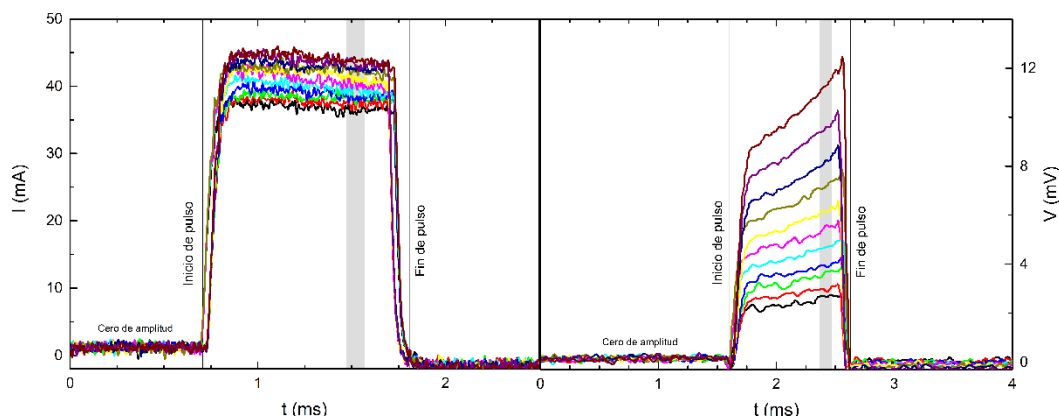 50
40
30
20
10
0
I (mA)
Inicio de pulso
Fin de pulso
Cero de amplitud
0
1
2
t (ms)
Inicio de pulso
Fin de pulso
Cero de amplitud
0
1
2
3
4
t (ms)
12
8
4
0
V (mV)